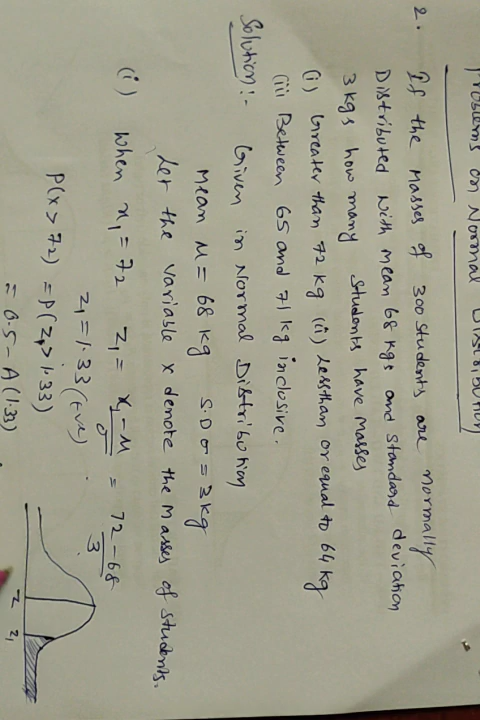 Problems on Normal Distribution
2. If the Masses of 300 students are normally
Distributed with mean 68 kgs and standard deviation
3 kgs how many students have masses
(i) Greater than 72 kg (ii) Lessthan or equal to 64 kg
(iii) Between 65 and 71 kg inclusive.
Solution:- Given in Normal Distribution
mean M = 68 kg S.D σ = 3 kg
Let the variable x denote the Masses of students.
(i) When x₁ = 72 z₁ = (x₁ - M)/σ = (72 - 68)/3
z₁ = 1.33 (+ve)
P(x > 72) = P(z₁ > 1.33)
= 0.5 - A(1.33)
z z₁